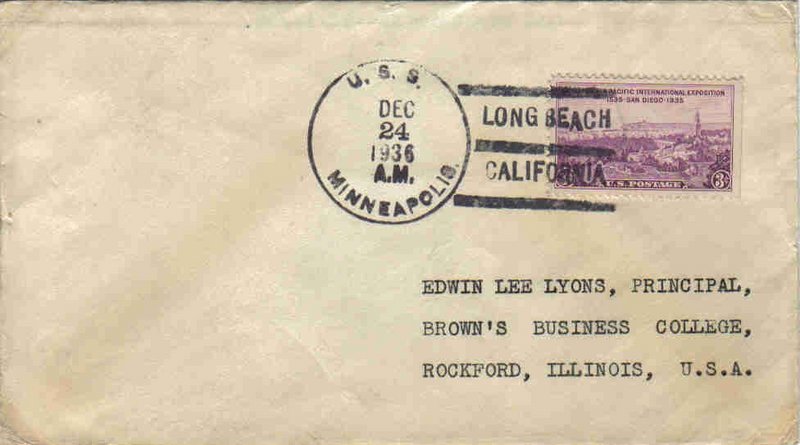 U. S. S.
DEC
24
1936
A.M.
MINNEAPOLIS.
LONG BEACH
CALIFORNIA
PACIFIC INTERNATIONAL EXPOSITION
1535-SAN DIEGO-1935
U.S. POSTAGE
3¢
EDWIN LEE LYONS, PRINCIPAL,
BROWN'S BUSINESS COLLEGE,
ROCKFORD, ILLINOIS, U.S.A.